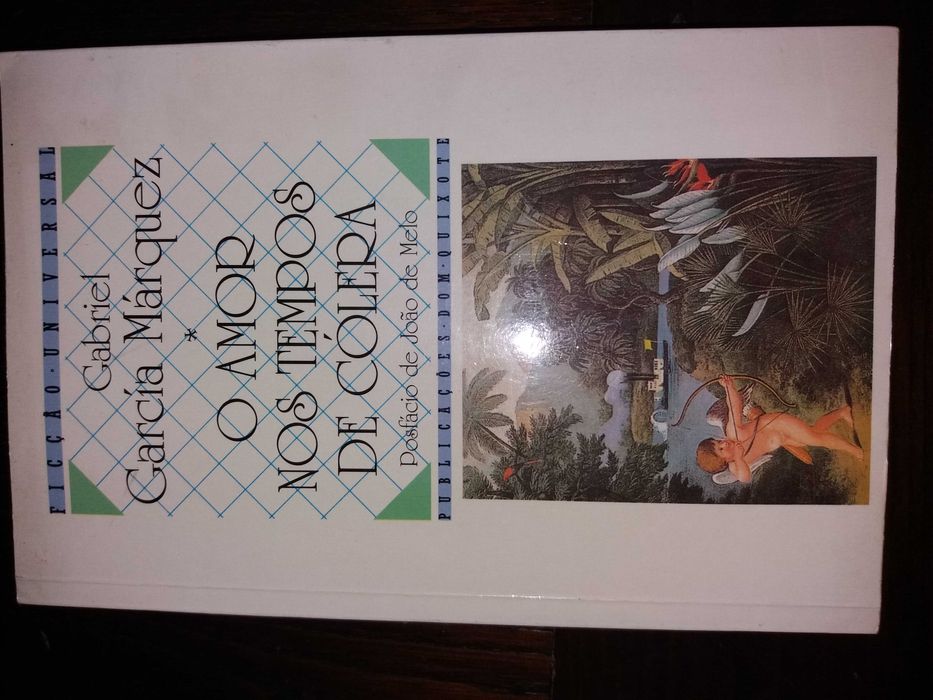 FICÇÃO · UNIVERSAL
Gabriel
García Márquez
*
O AMOR
NOS TEMPOS
DE CÓLERA
Posfácio de João de Melo
PUBLICAÇÕES · DOM · QUIXOTE